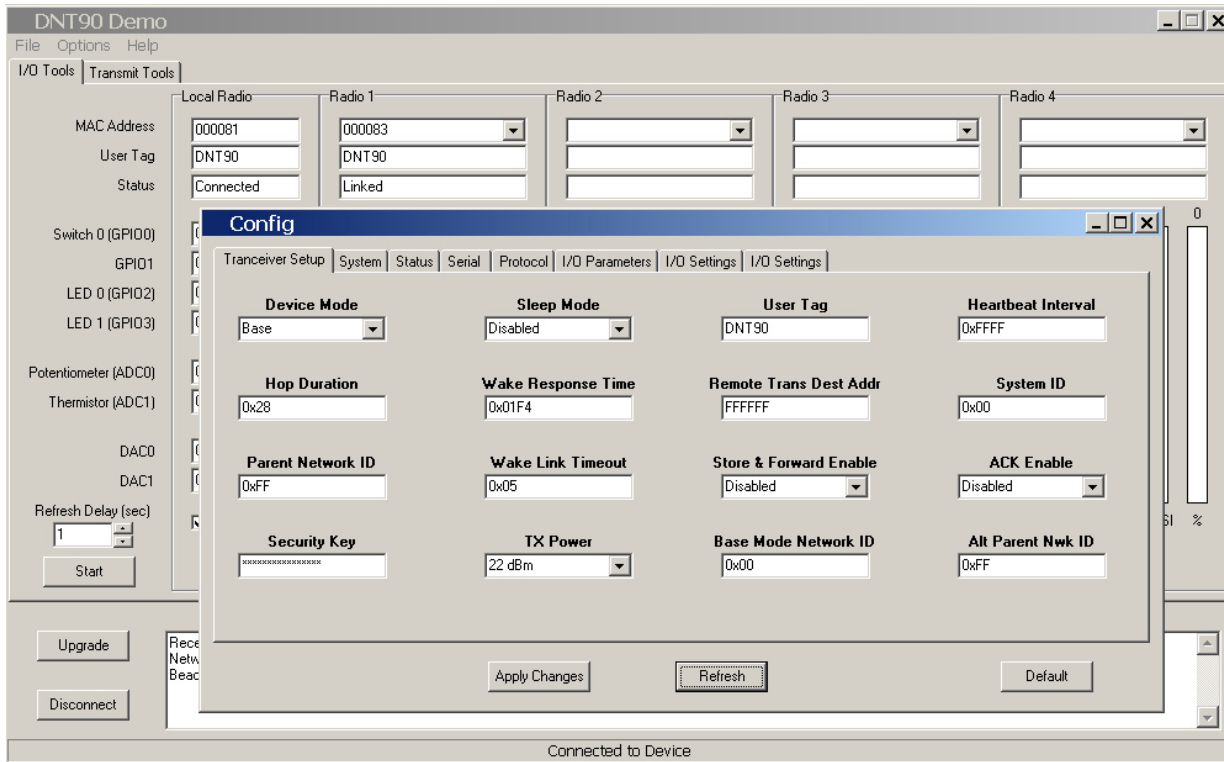 DNT90 Demo
File Options Help
I/O Tools Transmit Tools
Local Radio Radio 1 Radio 2 Radio 3 Radio 4
MAC Address 000081 000083
User Tag DNT90 DNT90
Status Connected Linked
0
Switch 0 (GPIO0)
GPIO1
LED 0 (GPIO2)
LED 1 (GPIO3)
Potentiometer (ADC0)
Thermistor (ADC1)
DAC0
DAC1
Refresh Delay (sec)
1
Start
%
Config
Tranceiver Setup System Status Serial Protocol I/O Parameters I/O Settings I/O Settings
Device Mode Sleep Mode User Tag Heartbeat Interval
Base Disabled DNT90 0xFFFF
Hop Duration Wake Response Time Remote Trans Dest Addr System ID
0x28 0x01F4 FFFFFF 0x00
Parent Network ID Wake Link Timeout Store & Forward Enable ACK Enable
0xFF 0x05 Disabled Disabled
Security Key TX Power Base Mode Network ID Alt Parent Nwk ID
**************** 22 dBm 0x00 0xFF
Apply Changes Refresh Default
Upgrade
Rece
Netw
Beac
Disconnect
Connected to Device